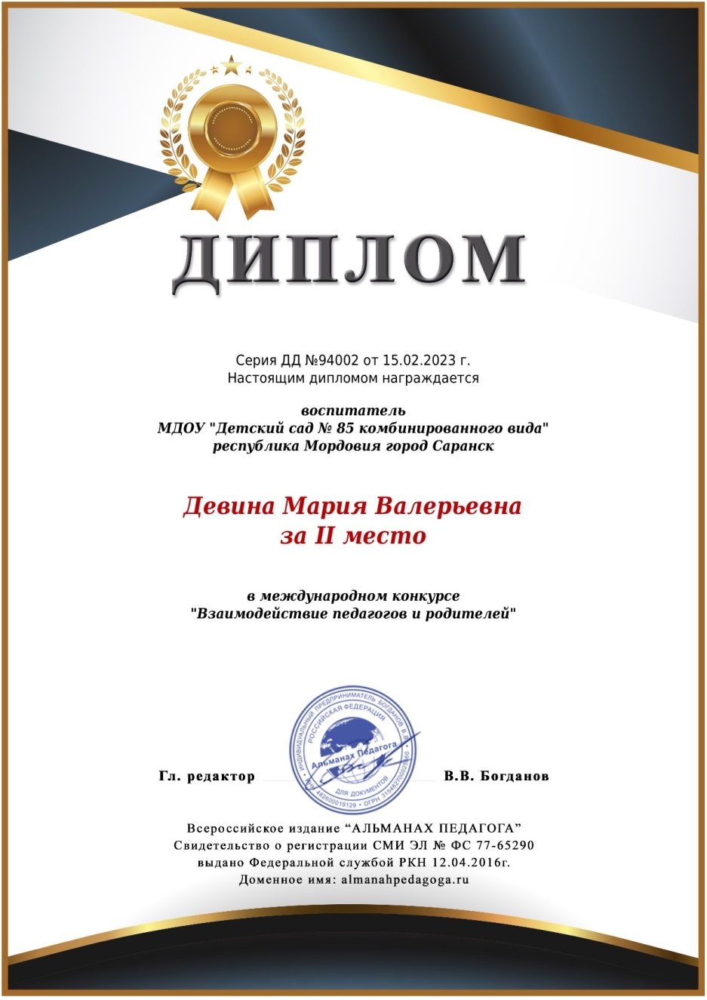 ДИПЛОМ
Серия ДД №94002 от 15.02.2023 г.
Настоящим дипломом награждается
воспитатель
МДОУ "Детский сад № 85 комбинированного вида"
республика Мордовия город Саранск
Девина Мария Валерьевна
за II место
в международном конкурсе
"Взаимодействие педагогов и родителей"
ИНДИВИДУАЛЬНЫЙ ПРЕДПРИНИМАТЕЛЬ БОГДАНОВ В.В.
РОССИЙСКАЯ ФЕДЕРАЦИЯ
Альманах Педагога
ДЛЯ ДОКУМЕНТОВ
ИНН 482600019129 • ОГРН
Гл. редактор
В.В. Богданов
Всероссийское издание “АЛЬМАНАХ ПЕДАГОГА”
Свидетельство о регистрации СМИ ЭЛ № ФС 77-65290
выдано Федеральной службой РКН 12.04.2016г.
Доменное имя: almanahpedagoga.ru